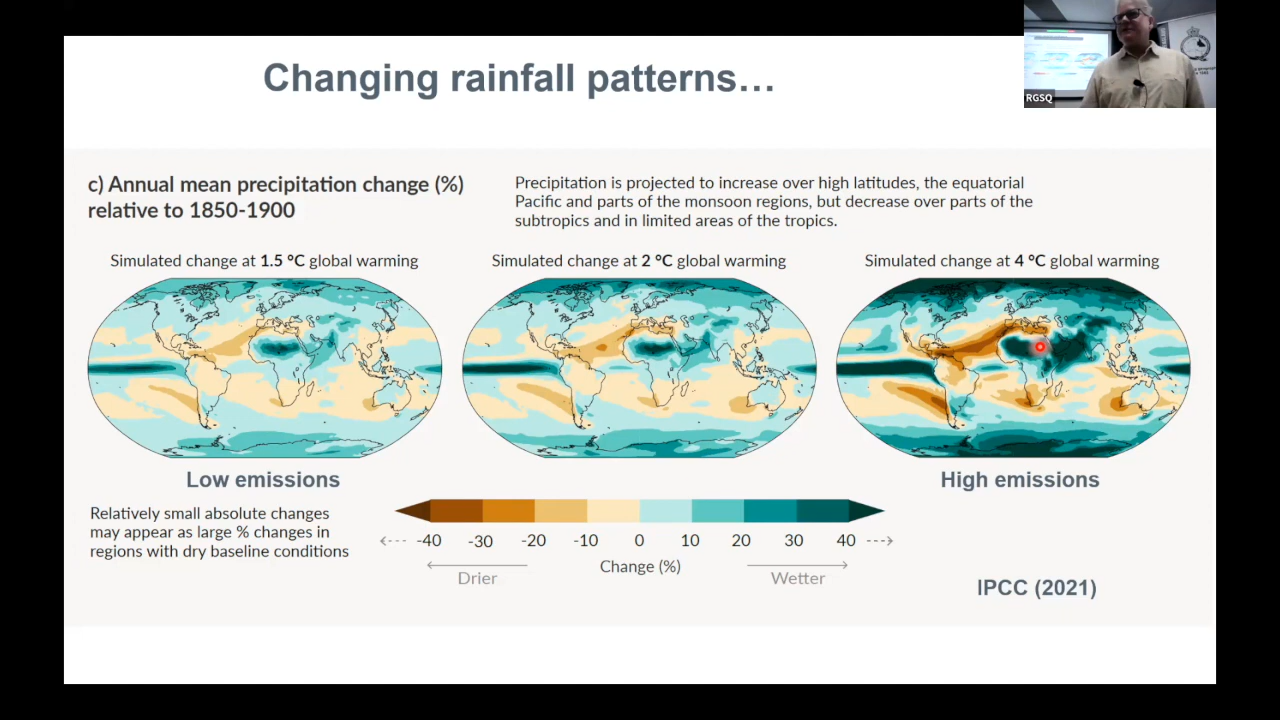 Changing rainfall patterns…
RGSQ
c) Annual mean precipitation change (%)
relative to 1850-1900
Precipitation is projected to increase over high latitudes, the equatorial
Pacific and parts of the monsoon regions, but decrease over parts of the
subtropics and in limited areas of the tropics.
Simulated change at 1.5 °C global warming
Simulated change at 2 °C global warming
Simulated change at 4 °C global warming
Low emissions
High emissions
Relatively small absolute changes
may appear as large % changes in
regions with dry baseline conditions
-40 -30 -20 -10 0 10 20 30 40
Change (%)
Drier
Wetter
IPCC (2021)